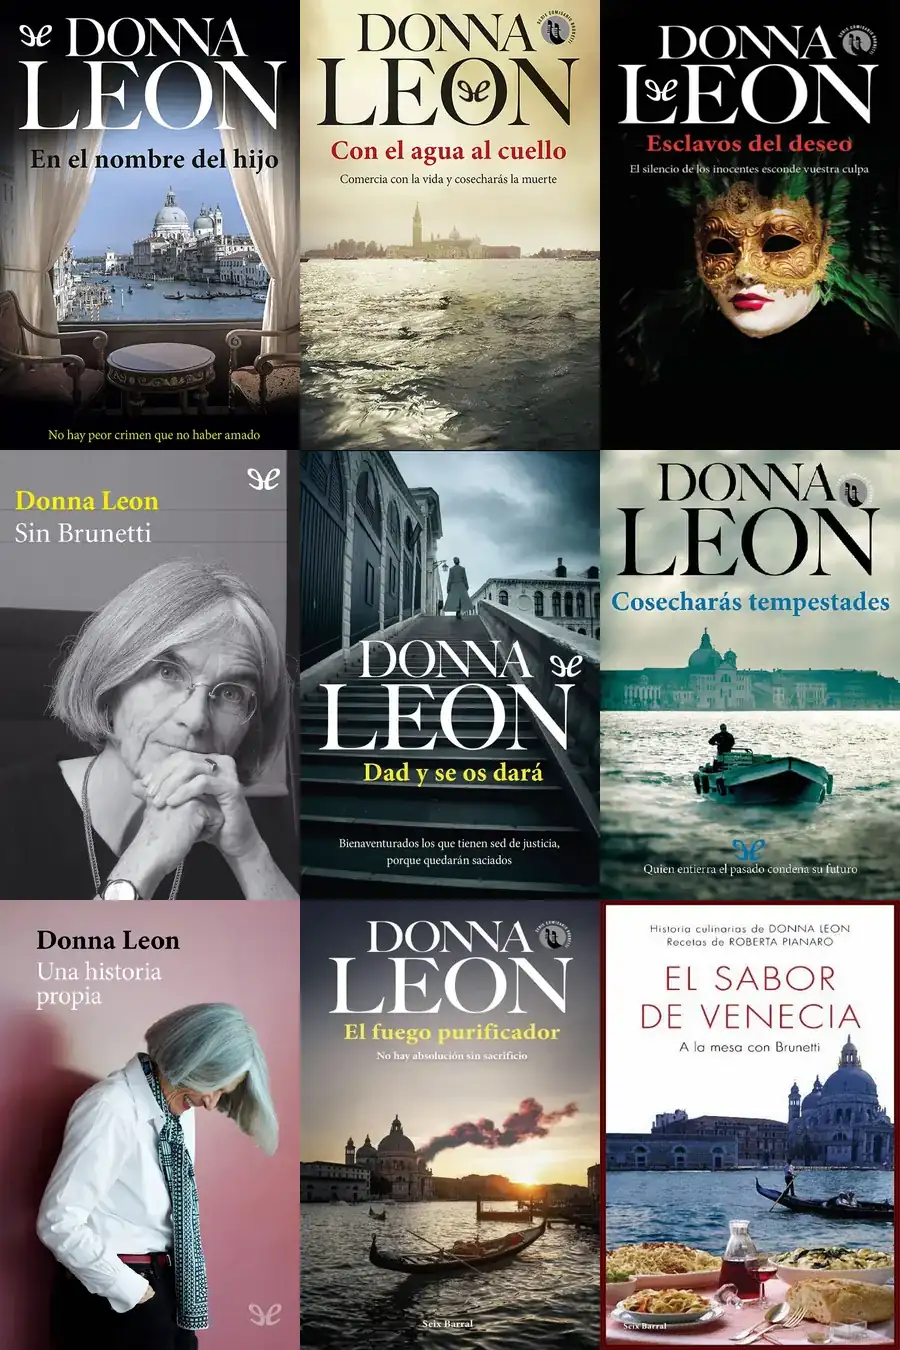 DONNA
LEON
En el nombre del hijo
No hay peor crimen que no haber amado
DONNA
LEON
Con el agua al cuello
Comercia con la vida y cosecharás la muerte
DONNA
LEON
Esclavos del deseo
El silencio de los inocentes esconde vuestra culpa
Donna Leon
Sin Brunetti
DONNA
LEON
Dad y se os dará
Bienaventurados los que tienen sed de justicia,
porque quedarán saciados
DONNA
LEON
Cosecharás tempestades
Quien entierra el pasado condena su futuro
Donna Leon
Una historia
propia
DONNA
LEON
El fuego purificador
No hay absolución sin sacrificio
Seix Barral
Historia culinarias de DONNA LEON
Recetas de ROBERTA PIANARO
EL SABOR
DE VENECIA
A la mesa con Brunetti
Seix Barral